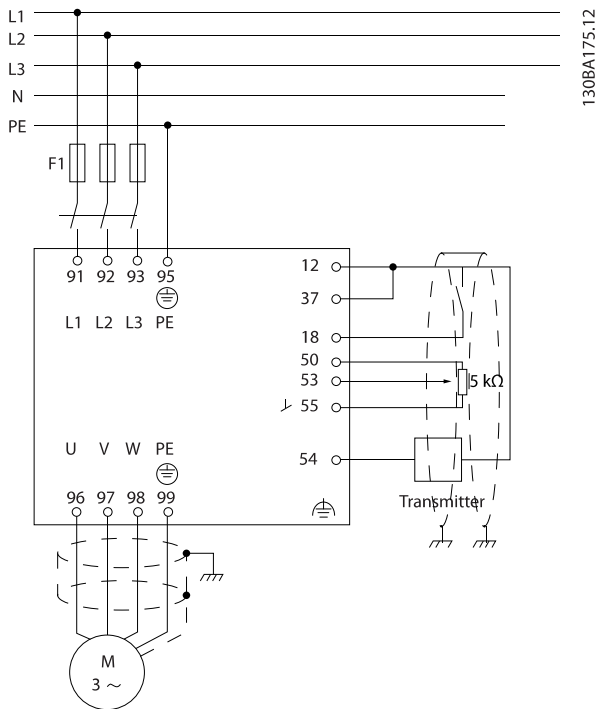 L1
L2
L3
N
PE
130BA175.12
F1
91 92 93 95
L1 L2 L3 PE
12
37
18
50
53
5 kΩ
55
54
Transmitter
U V W PE
96 97 98 99
M
3 ~